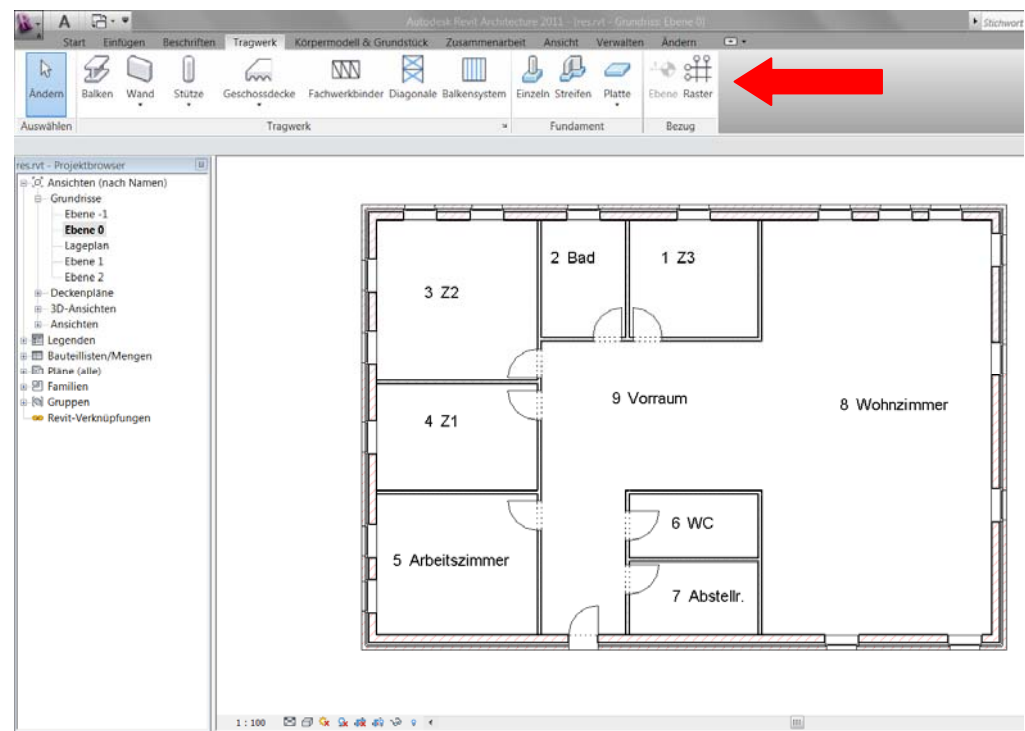 Autodesk Revit Architecture 2011 - [res.rvt - Grundriss: Ebene 0]
Stichwort
Start Einfügen Beschriften Tragwerk Körpermodell & Grundstück Zusammenarbeit Ansicht Verwalten Ändern
Ändern Balken Wand Stütze Geschossdecke Fachwerkbinder Diagonale Balkensystem Einzeln Streifen Platte Ebene Raster
Auswählen Tragwerk Fundament Bezug
res.rvt - Projektbrowser
Ansichten (nach Namen)
Grundrisse
Ebene -1
Ebene 0
Lageplan
Ebene 1
Ebene 2
Deckenpläne
3D-Ansichten
Ansichten
Legenden
Bauteillisten/Mengen
Pläne (alle)
Familien
Gruppen
Revit-Verknüpfungen
2 Bad
1 Z3
3 Z2
9 Vorraum
8 Wohnzimmer
4 Z1
6 WC
5 Arbeitszimmer
7 Abstellr.
1 : 100